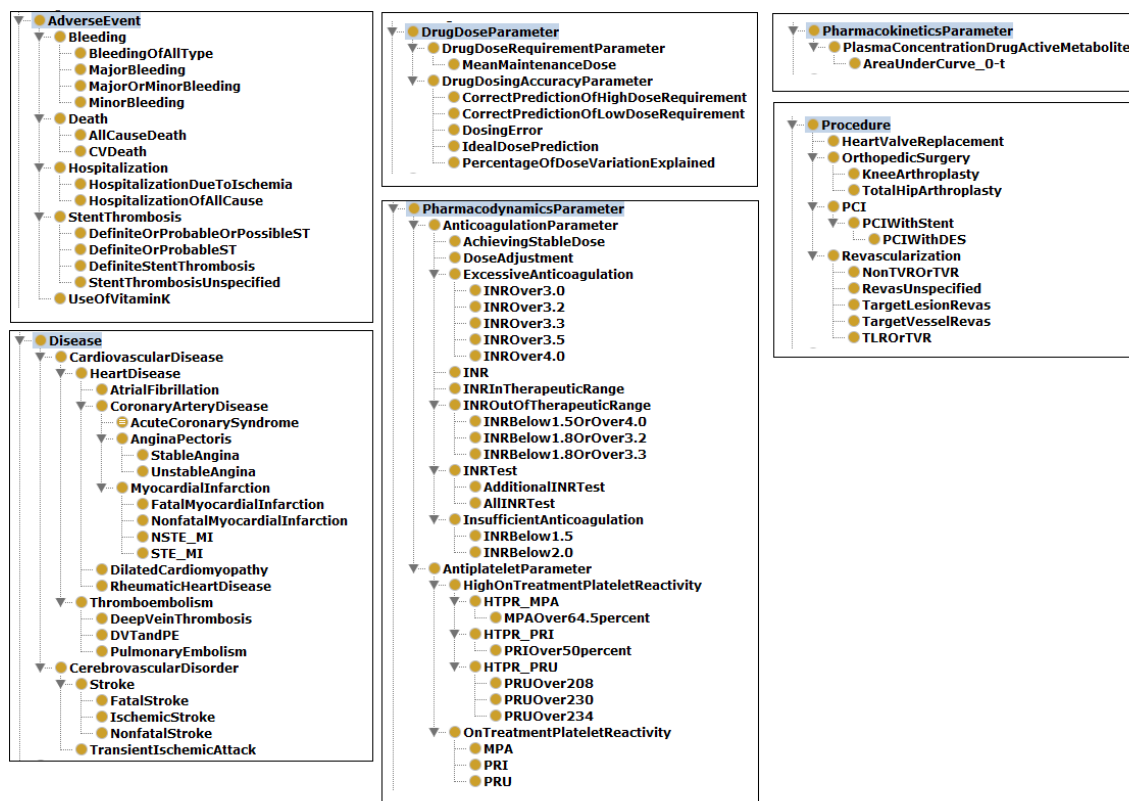 AdverseEvent
Bleeding
BleedingOfAllType
MajorBleeding
MajorOrMinorBleeding
MinorBleeding
Death
AllCauseDeath
CVDeath
Hospitalization
HospitalizationDueToIschemia
HospitalizationOfAllCause
StentThrombosis
DefiniteOrProbableOrPossibleST
DefiniteOrProbableST
DefiniteStentThrombosis
StentThrombosisUnspecified
UseOfVitaminK
Disease
CardiovascularDisease
HeartDisease
AtrialFibrillation
CoronaryArteryDisease
AcuteCoronarySyndrome
AnginaPectoris
StableAngina
UnstableAngina
MyocardialInfarction
FatalMyocardialInfarction
NonfatalMyocardialInfarction
NSTE_MI
STE_MI
DilatedCardiomyopathy
RheumaticHeartDisease
Thromboembolism
DeepVeinThrombosis
DVTandPE
PulmonaryEmbolism
CerebrovascularDisorder
Stroke
FatalStroke
IschemicStroke
NonfatalStroke
TransientIschemicAttack
DrugDoseParameter
DrugDoseRequirementParameter
MeanMaintenanceDose
DrugDosingAccuracyParameter
CorrectPredictionOfHighDoseRequirement
CorrectPredictionOfLowDoseRequirement
DosingError
IdealDosePrediction
PercentageOfDoseVariationExplained
PharmacodynamicsParameter
AnticoagulationParameter
AchievingStableDose
DoseAdjustment
ExcessiveAnticoagulation
INROver3.0
INROver3.2
INROver3.3
INROver3.5
INROver4.0
INR
INRInTherapeuticRange
INROutOfTherapeuticRange
INRBelow1.5OrOver4.0
INRBelow1.8OrOver3.2
INRBelow1.8OrOver3.3
INRTest
AdditionalINRTest
AllINRTest
InsufficientAnticoagulation
INRBelow1.5
INRBelow2.0
AntiplateletParameter
HighOnTreatmentPlateletReactivity
HTPR_MPA
MPAOver64.5percent
HTPR_PRI
PRIOver50percent
HTPR_PRU
PRUOver208
PRUOver230
PRUOver234
OnTreatmentPlateletReactivity
MPA
PRI
PRU
PharmacokineticsParameter
PlasmaConcentrationDrugActiveMetabolite
AreaUnderCurve_0-t
Procedure
HeartValveReplacement
OrthopedicSurgery
KneeArthroplasty
TotalHipArthroplasty
PCI
PCIWithStent
PCIWithDES
Revascularization
NonTVROrTVR
RevasUnspecified
TargetLesionRevas
TargetVesselRevas
TLROrTVR